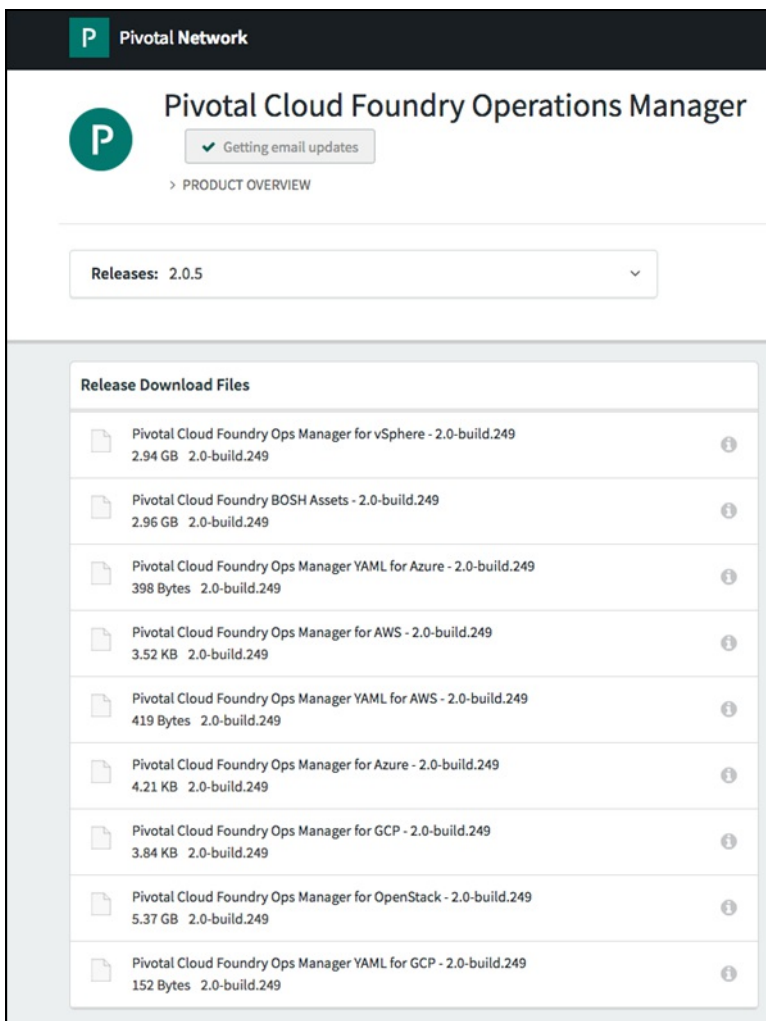 P Pivotal Network
Pivotal Cloud Foundry Operations Manager
P
Getting email updates
> PRODUCT OVERVIEW
Releases: 2.0.5
Release Download Files
Pivotal Cloud Foundry Ops Manager for vSphere - 2.0-build.249
2.94 GB 2.0-build.249
Pivotal Cloud Foundry BOSH Assets - 2.0-build.249
2.96 GB 2.0-build.249
Pivotal Cloud Foundry Ops Manager YAML for Azure - 2.0-build.249
398 Bytes 2.0-build.249
Pivotal Cloud Foundry Ops Manager for AWS - 2.0-build.249
3.52 KB 2.0-build.249
Pivotal Cloud Foundry Ops Manager YAML for AWS - 2.0-build.249
419 Bytes 2.0-build.249
Pivotal Cloud Foundry Ops Manager for Azure - 2.0-build.249
4.21 KB 2.0-build.249
Pivotal Cloud Foundry Ops Manager for GCP - 2.0-build.249
3.84 KB 2.0-build.249
Pivotal Cloud Foundry Ops Manager for OpenStack - 2.0-build.249
5.37 GB 2.0-build.249
Pivotal Cloud Foundry Ops Manager YAML for GCP - 2.0-build.249
152 Bytes 2.0-build.249